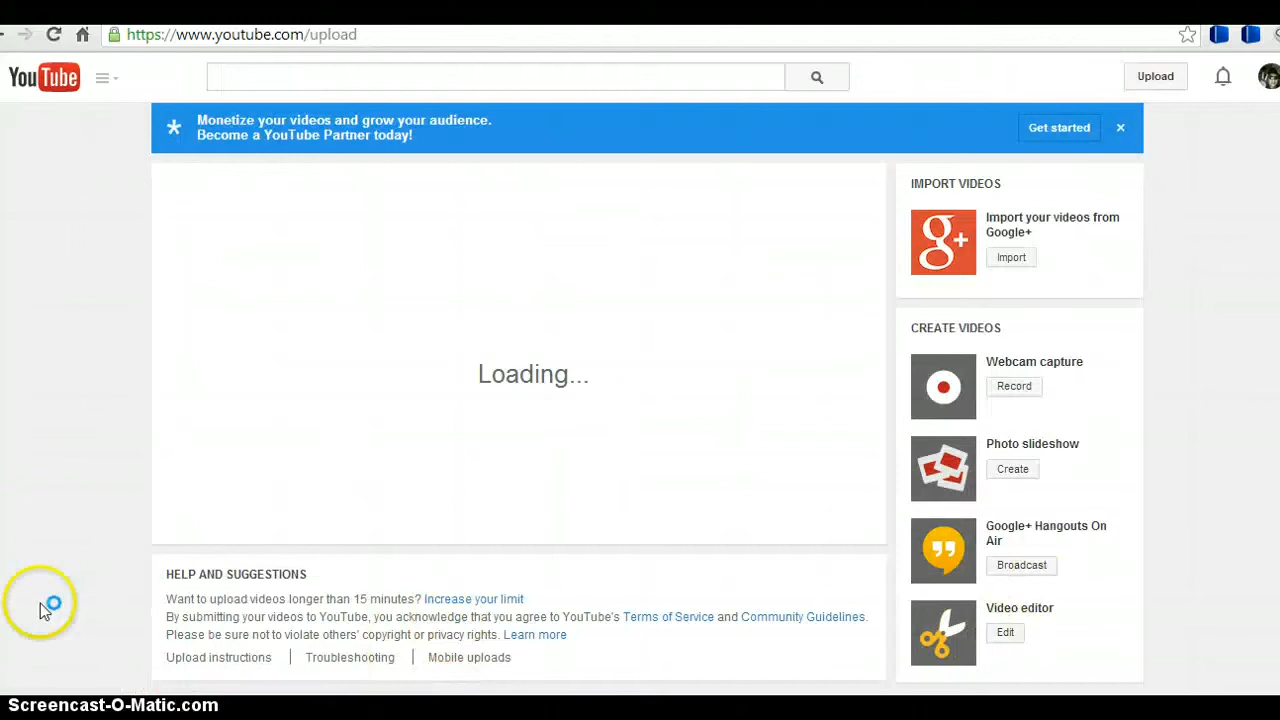 https://www.youtube.com/upload
YouTube
Upload
Monetize your videos and grow your audience.
Become a YouTube Partner today!
Get started
Loading...
IMPORT VIDEOS
g+
Import your videos from
Google+
Import
CREATE VIDEOS
Webcam capture
Record
Photo slideshow
Create
Google+ Hangouts On
Air
Broadcast
Video editor
Edit
HELP AND SUGGESTIONS
Want to upload videos longer than 15 minutes? Increase your limit
By submitting your videos to YouTube, you acknowledge that you agree to YouTube's Terms of Service and Community Guidelines.
Please be sure not to violate others' copyright or privacy rights. Learn more
Upload instructions Troubleshooting Mobile uploads
Screencast-O-Matic.com